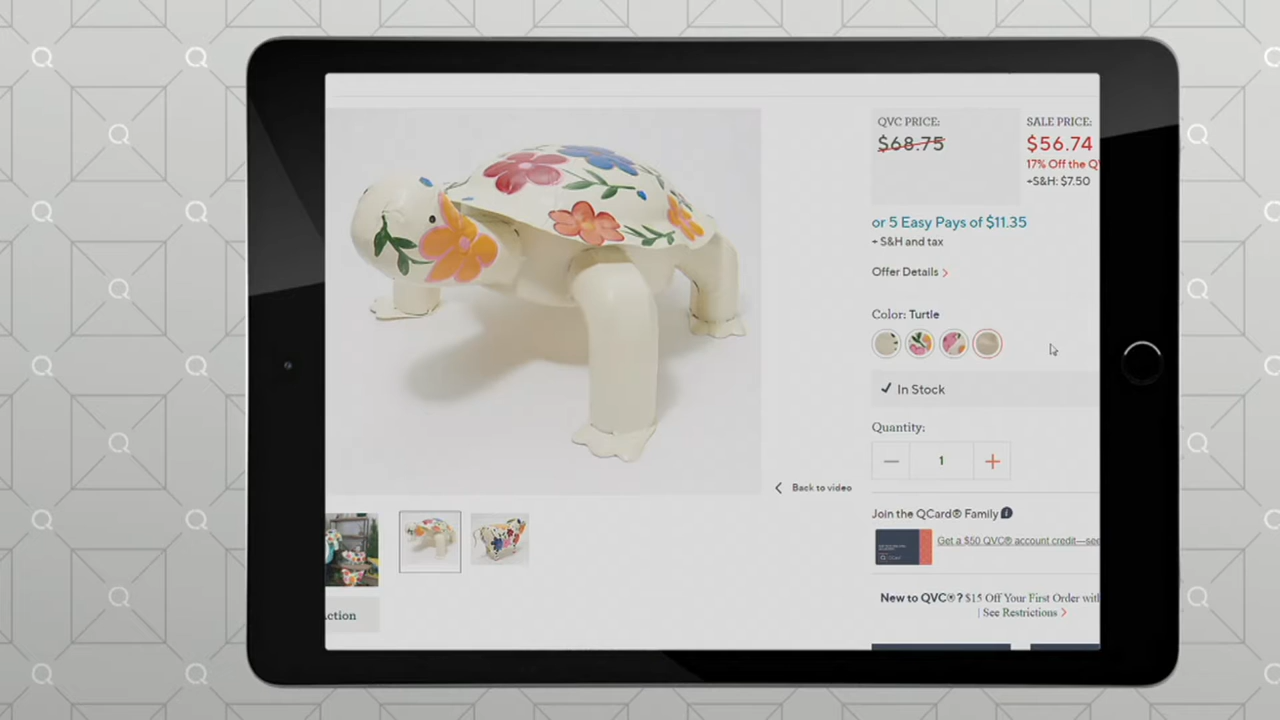 QVC PRICE:
$68.75
SALE PRICE:
$56.74
17% Off the Q
+S&H: $7.50
or 5 Easy Pays of $11.35
+ S&H and tax
Offer Details
Color: Turtle
In Stock
Quantity:
1
Back to video
Join the QCard® Family
Get a $50 QVC® account credit—see
New to QVC®? $15 Off Your First Order with
| See Restrictions
ction